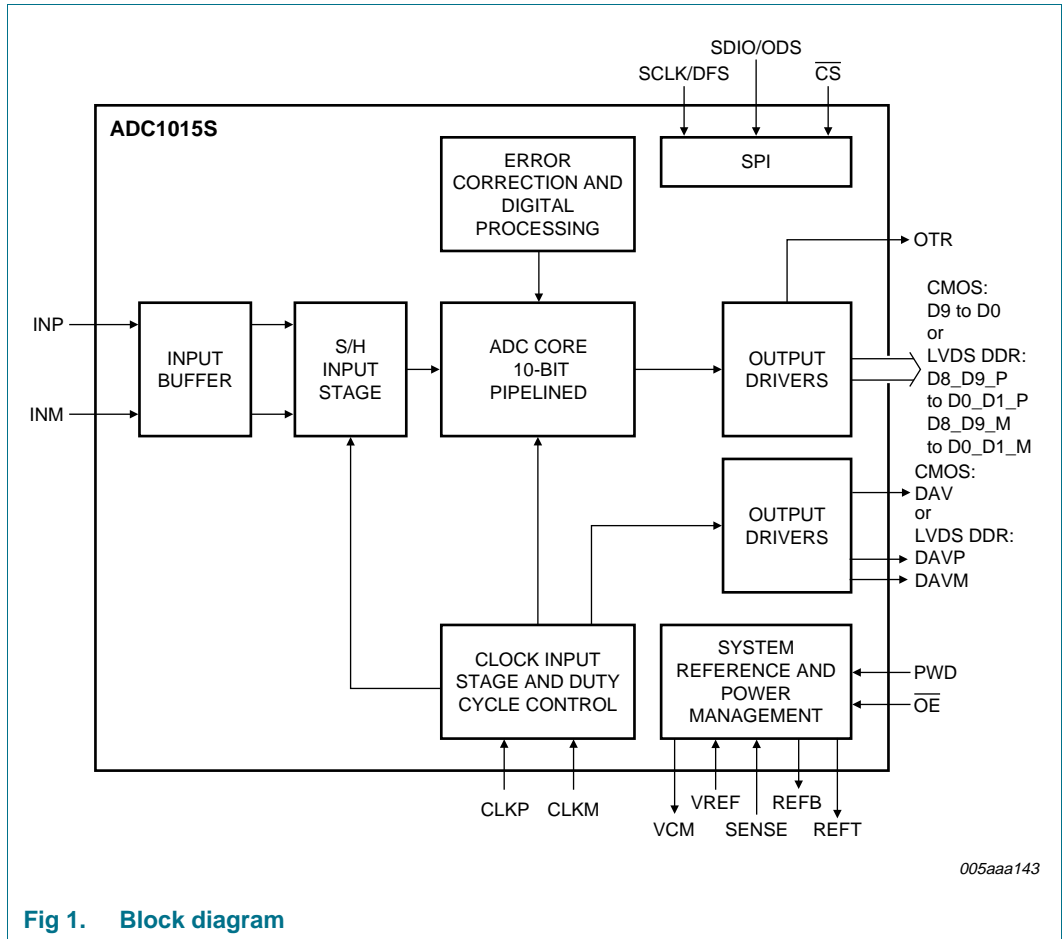 SDIO/ODS
SCLK/DFS
CS
ADC1015S
ERROR
CORRECTION AND
DIGITAL
PROCESSING
SPI
OTR
CMOS:
D9 to D0
or
LVDS DDR:
D8_D9_P
to D0_D1_P
D8_D9_M
to D0_D1_M
INP
INM
INPUT
BUFFER
S/H
INPUT
STAGE
ADC CORE
10-BIT
PIPELINED
OUTPUT
DRIVERS
CMOS:
DAV
or
LVDS DDR:
DAVP
DAVM
OUTPUT
DRIVERS
CLOCK INPUT
STAGE AND DUTY
CYCLE CONTROL
SYSTEM
REFERENCE AND
POWER
MANAGEMENT
PWD
OE
CLKP
CLKM
VCM
VREF
SENSE
REFB
REFT
005aaa143
Fig 1. Block diagram